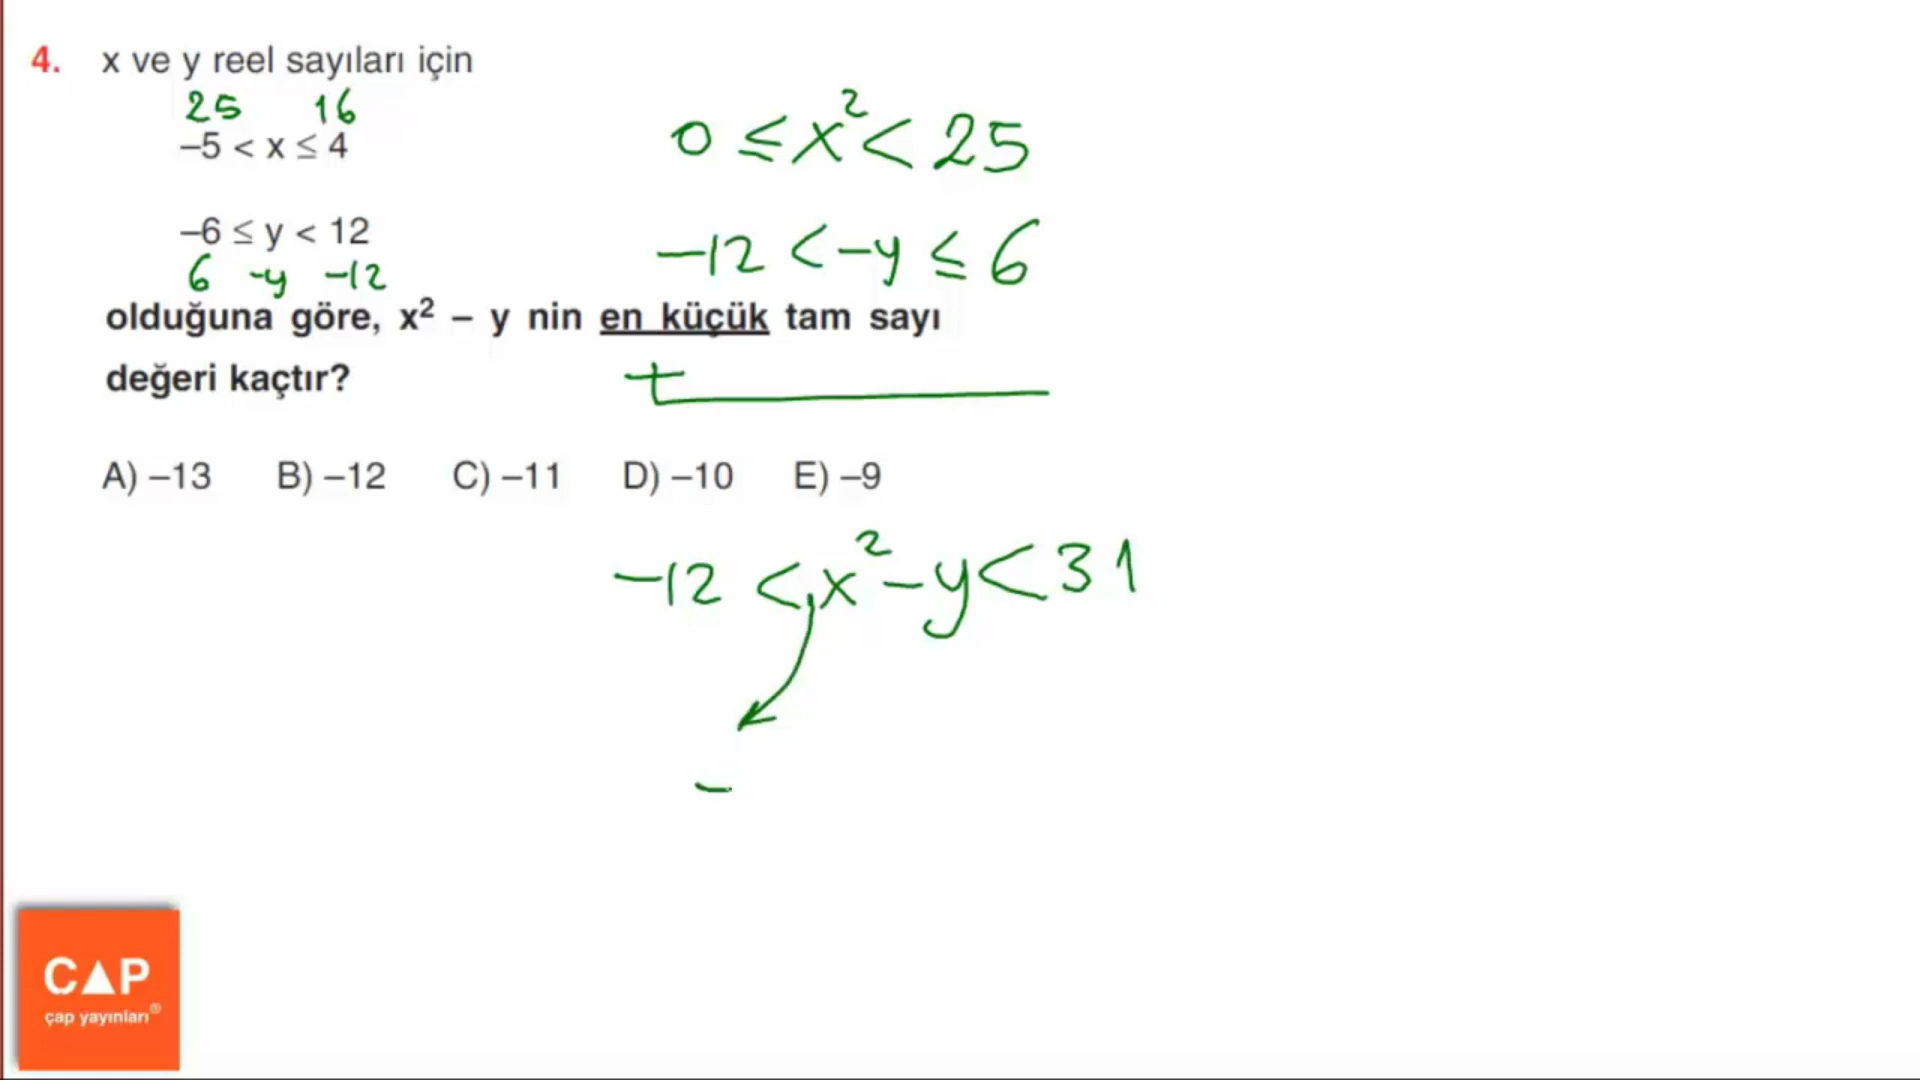 4. x ve y reel sayıları için
25 16
–5 < x ≤ 4
0 ≤ x² < 25
–6 ≤ y < 12
6 -y -12
-12 < -y ≤ 6
olduğuna göre, x² – y nin en küçük tam sayı
değeri kaçtır?
+
A) –13 B) –12 C) –11 D) –10 E) –9
-12 < x² - y < 31
-
CAP
çap yayınları®